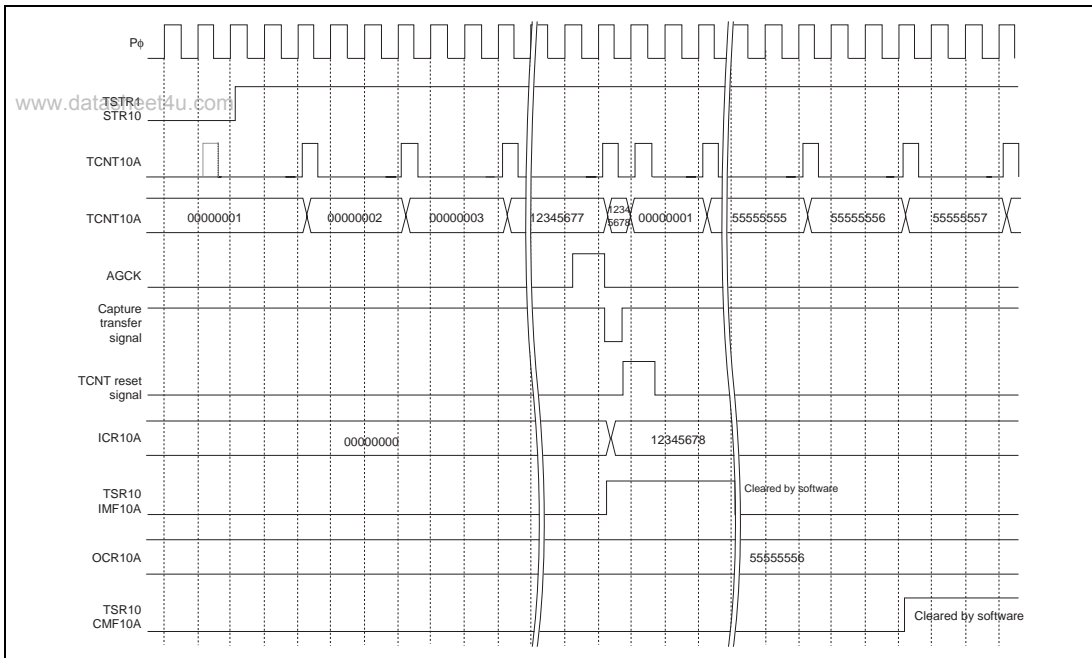 Pφ
www.datasheet4u.com
TSTR1
STR10
TCNT10A
TCNT10A
00000001
00000002
00000003
12345677
1234
5678
00000001
55555555
55555556
55555557
AGCK
Capture
transfer
signal
TCNT reset
signal
ICR10A
00000000
12345678
TSR10
IMF10A
Cleared by software
OCR10A
55555556
TSR10
CMF10A
Cleared by software